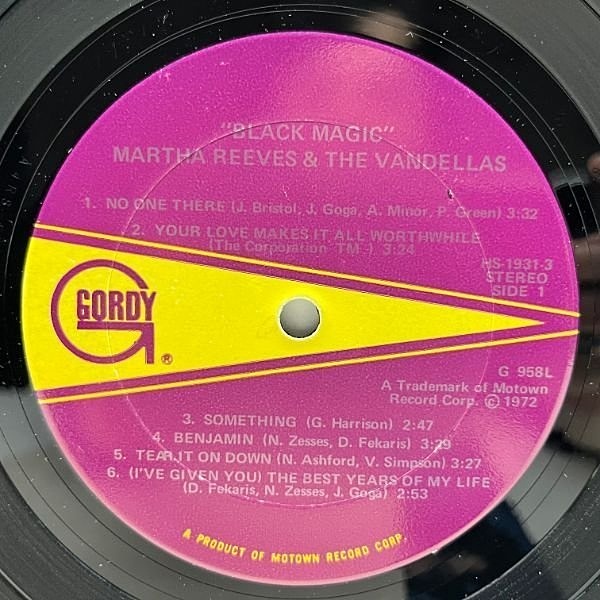 "BLACK MAGIC"
MARTHA REEVES & THE VANDELLAS
1. NO ONE THERE (J. Bristol, J. Goga, A. Minor, P. Green) 3:32
2. YOUR LOVE MAKES IT ALL WORTHWHILE
(The Corporation TM ) 3:24
HS-1931-3
STEREO
SIDE 1
GORDY
®
G 958L
A Trademark of Motown
Record Corp. © 1972
3. SOMETHING (G. Harrison) 2:47
4. BENJAMIN (N. Zesses, D. Fekaris) 3:29
5. TEAR IT ON DOWN (N. Ashford, V. Simpson) 3:27
6. (I'VE GIVEN YOU) THE BEST YEARS OF MY LIFE
(D. Fekaris, N. Zesses, J. Goga) 2:53
A PRODUCT OF MOTOWN RECORD CORP.